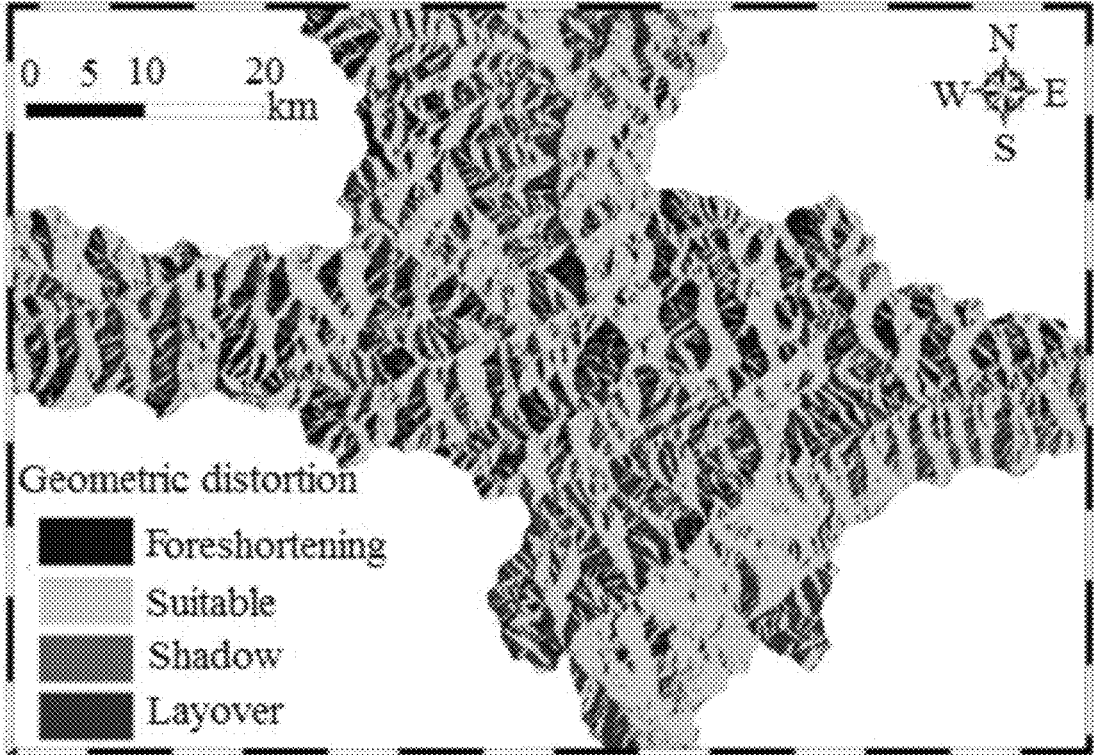 0 5 10 20
km
N
W E
S
Geometric distortion
Foreshortening
Suitable
Shadow
Layover